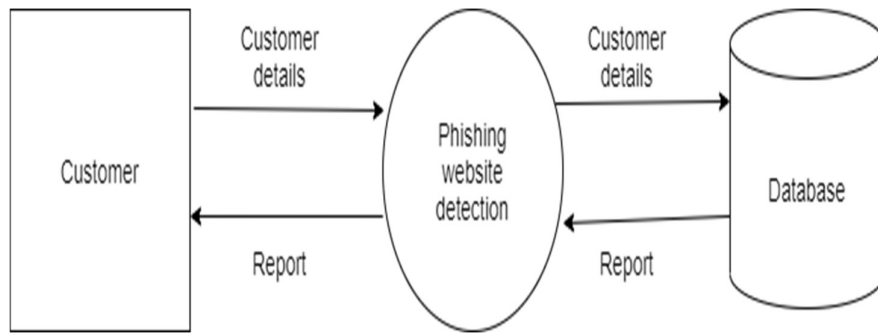 Customer
details
Customer
details
Customer
Phishing
website
detection
Database
Report
Report